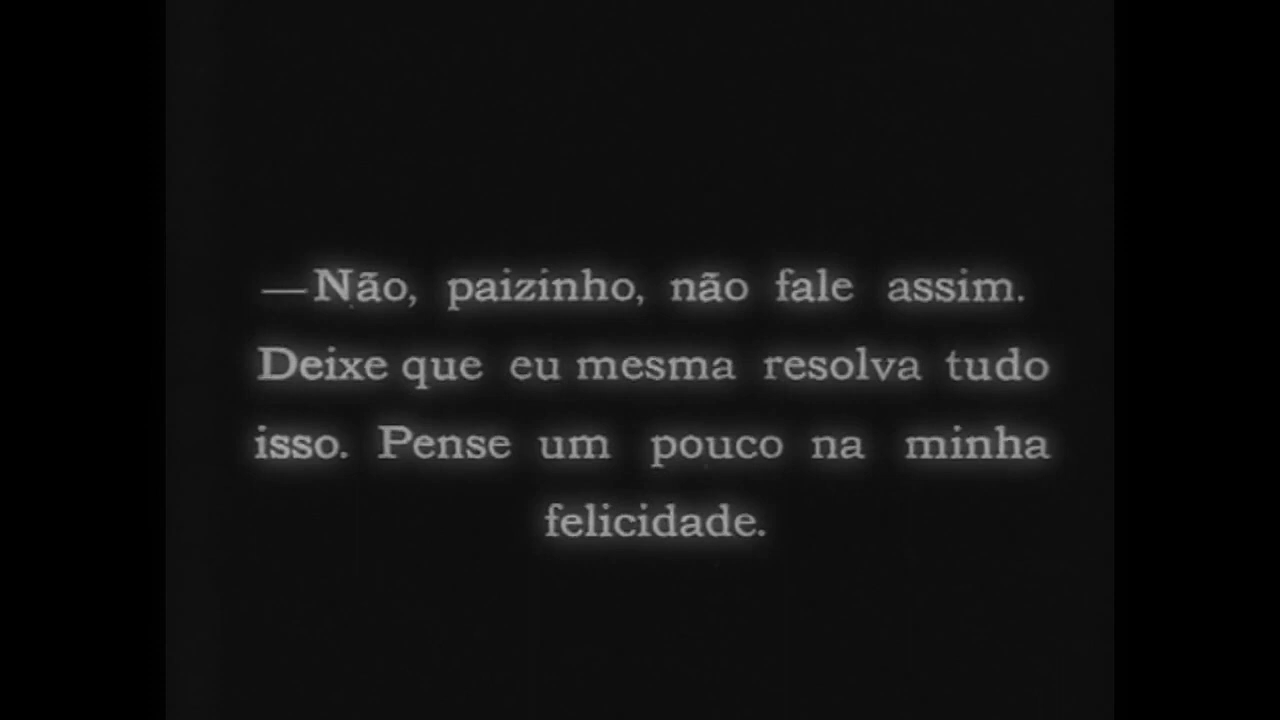 —Não, paizinho, não fale assim.
Deixe que eu mesma resolva tudo
isso. Pense um pouco na minha
felicidade.